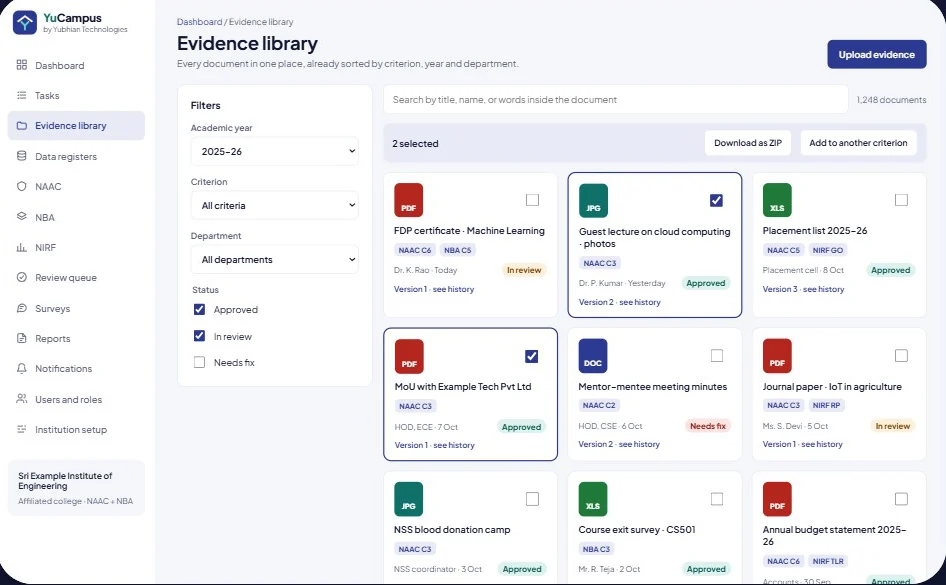 YuCampus
by Yubhian Technologies
Dashboard
Tasks
Evidence library
Data registers
NAAC
NBA
NIRF
Review queue
Surveys
Reports
Notifications
Users and roles
Institution setup
Sri Example Institute of
Engineering
Affiliated college · NAAC + NBA
Dashboard / Evidence library
Evidence library
Every document in one place, already sorted by criterion, year and department.
Upload evidence
Filters
Academic year
2025–26
Criterion
All criteria
Department
All departments
Status
Approved
In review
Needs fix
Search by title, name, or words inside the document
1,248 documents
2 selected
Download as ZIP
Add to another criterion
PDF
FDP certificate · Machine Learning
NAAC C6 NBA C5
Dr. K. Rao · Today In review
Version 1 · see history
JPG
Guest lecture on cloud computing
· photos
NAAC C3
Dr. P. Kumar · Yesterday Approved
Version 2 · see history
XLS
Placement list 2025–26
NAAC C5 NIRF GO
Placement cell · 8 Oct Approved
Version 3 · see history
PDF
MoU with Example Tech Pvt Ltd
NAAC C3
HOD, ECE · 7 Oct Approved
Version 1 · see history
DOC
Mentor–mentee meeting minutes
NAAC C2
HOD, CSE · 6 Oct Needs fix
Version 2 · see history
PDF
Journal paper · IoT in agriculture
NAAC C3 NIRF RP
Ms. S. Devi · 5 Oct In review
Version 1 · see history
JPG
NSS blood donation camp
NAAC C3
NSS coordinator · 3 Oct Approved
XLS
Course exit survey · CS501
NBA C3
Mr. R. Teja · 2 Oct Approved
PDF
Annual budget statement 2025–
26
NAAC C6 NIRF TLR
Accounts · 30 Sep Approved